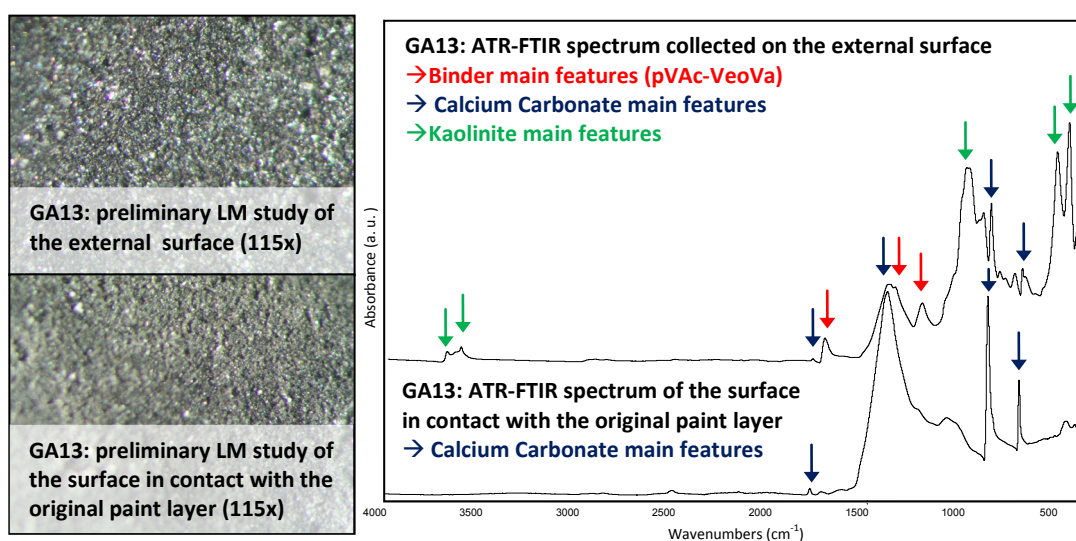 GA13: preliminary LM study of
the external surface (115x)
GA13: preliminary LM study of
the surface in contact with the
original paint layer (115x)
GA13: ATR-FTIR spectrum collected on the external surface
→Binder main features (pVAc-VeoVa)
→ Calcium Carbonate main features
→Kaolinite main features
Absorbance (a. u.)
GA13: ATR-FTIR spectrum of the surface
in contact with the original paint layer
→ Calcium Carbonate main features
4000 3500 3000 2500 2000 1500 1000 500
Wavenumbers (cm⁻¹)